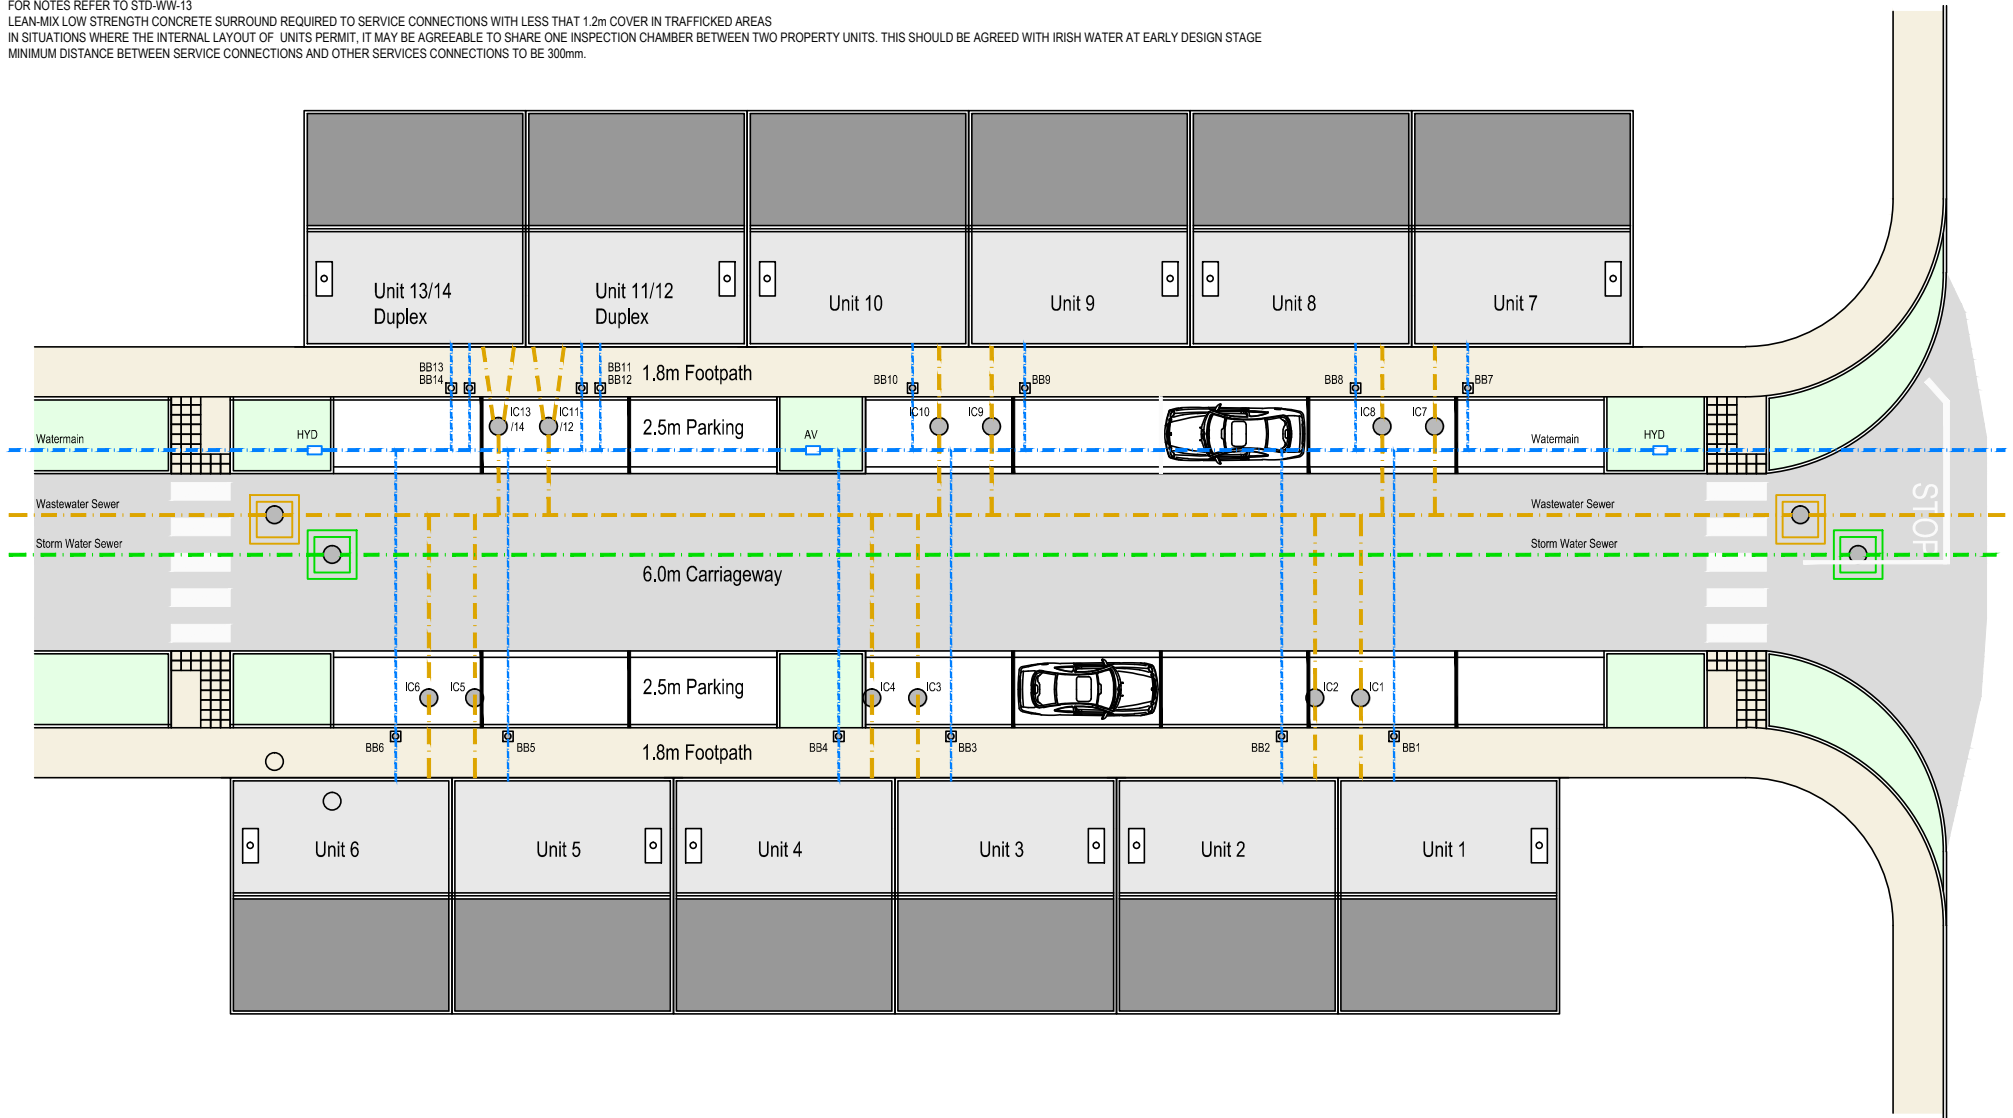 FOR NOTES REFER TO STD-WW-13
LEAN-MIX LOW STRENGTH CONCRETE SURROUND REQUIRED TO SERVICE CONNECTIONS WITH LESS THAT 1.2m COVER IN TRAFFICKED AREAS
IN SITUATIONS WHERE THE INTERNAL LAYOUT OF UNITS PERMIT, IT MAY BE AGREEABLE TO SHARE ONE INSPECTION CHAMBER BETWEEN TWO PROPERTY UNITS. THIS SHOULD BE AGREED WITH IRISH WATER AT EARLY DESIGN STAGE
MINIMUM DISTANCE BETWEEN SERVICE CONNECTIONS AND OTHER SERVICES CONNECTIONS TO BE 300mm.
Unit 13/14
Duplex
Unit 11/12
Duplex
Unit 10
Unit 9
Unit 8
Unit 7
BB13
BB14
BB11
BB12
1.8m Footpath
BB10
BB9
BB8
BB7
IC13
/14
IC11
/12
2.5m Parking
IC10
IC9
IC8
IC7
Watermain
HYD
AV
Watermain
HYD
Wastewater Sewer
Wastewater Sewer
STOP
Storm Water Sewer
Storm Water Sewer
6.0m Carriageway
IC6
IC5
2.5m Parking
IC4
IC3
IC2
IC1
BB6
BB5
1.8m Footpath
BB4
BB3
BB2
BB1
Unit 6
Unit 5
Unit 4
Unit 3
Unit 2
Unit 1